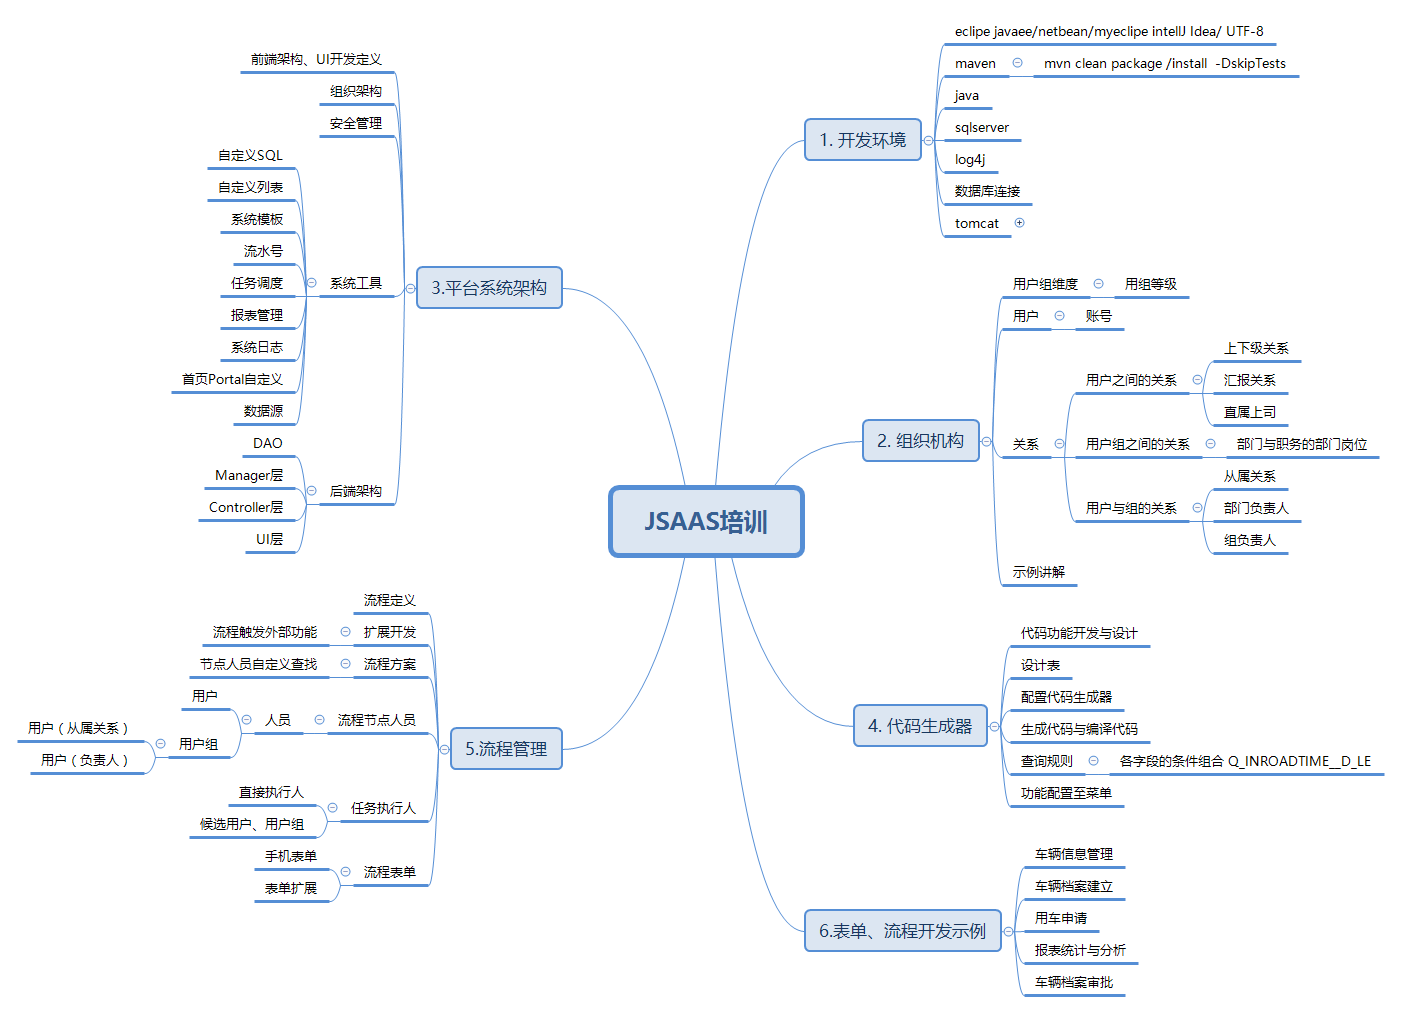 JSAAS培训
1. 开发环境
eclipe javaee/netbean/myeclipe intellJ Idea/ UTF-8
maven
mvn clean package /install  -DskipTests
java
sqlserver
log4j
数据库连接
tomcat
2. 组织机构
用户组维度
用组等级
用户
账号
关系
用户之间的关系
上下级关系
汇报关系
直属上司
用户组之间的关系
部门与职务的部门岗位
用户与组的关系
从属关系
部门负责人
组负责人
示例讲解
3.平台系统架构
前端架构、UI开发定义
组织架构
安全管理
系统工具
自定义SQL
自定义列表
系统模板
流水号
任务调度
报表管理
系统日志
首页Portal自定义
数据源
后端架构
DAO
Manager层
Controller层
UI层
4. 代码生成器
代码功能开发与设计
设计表
配置代码生成器
生成代码与编译代码
查询规则
各字段的条件组合 Q_INROADTIME__D_LE
功能配置至菜单
5.流程管理
流程定义
扩展开发
流程触发外部功能
流程方案
节点人员自定义查找
流程节点人员
人员
用户
用户组
用户（从属关系）
用户（负责人）
任务执行人
直接执行人
候选用户、用户组
流程表单
手机表单
表单扩展
6.表单、流程开发示例
车辆信息管理
车辆档案建立
用车申请
报表统计与分析
车辆档案审批